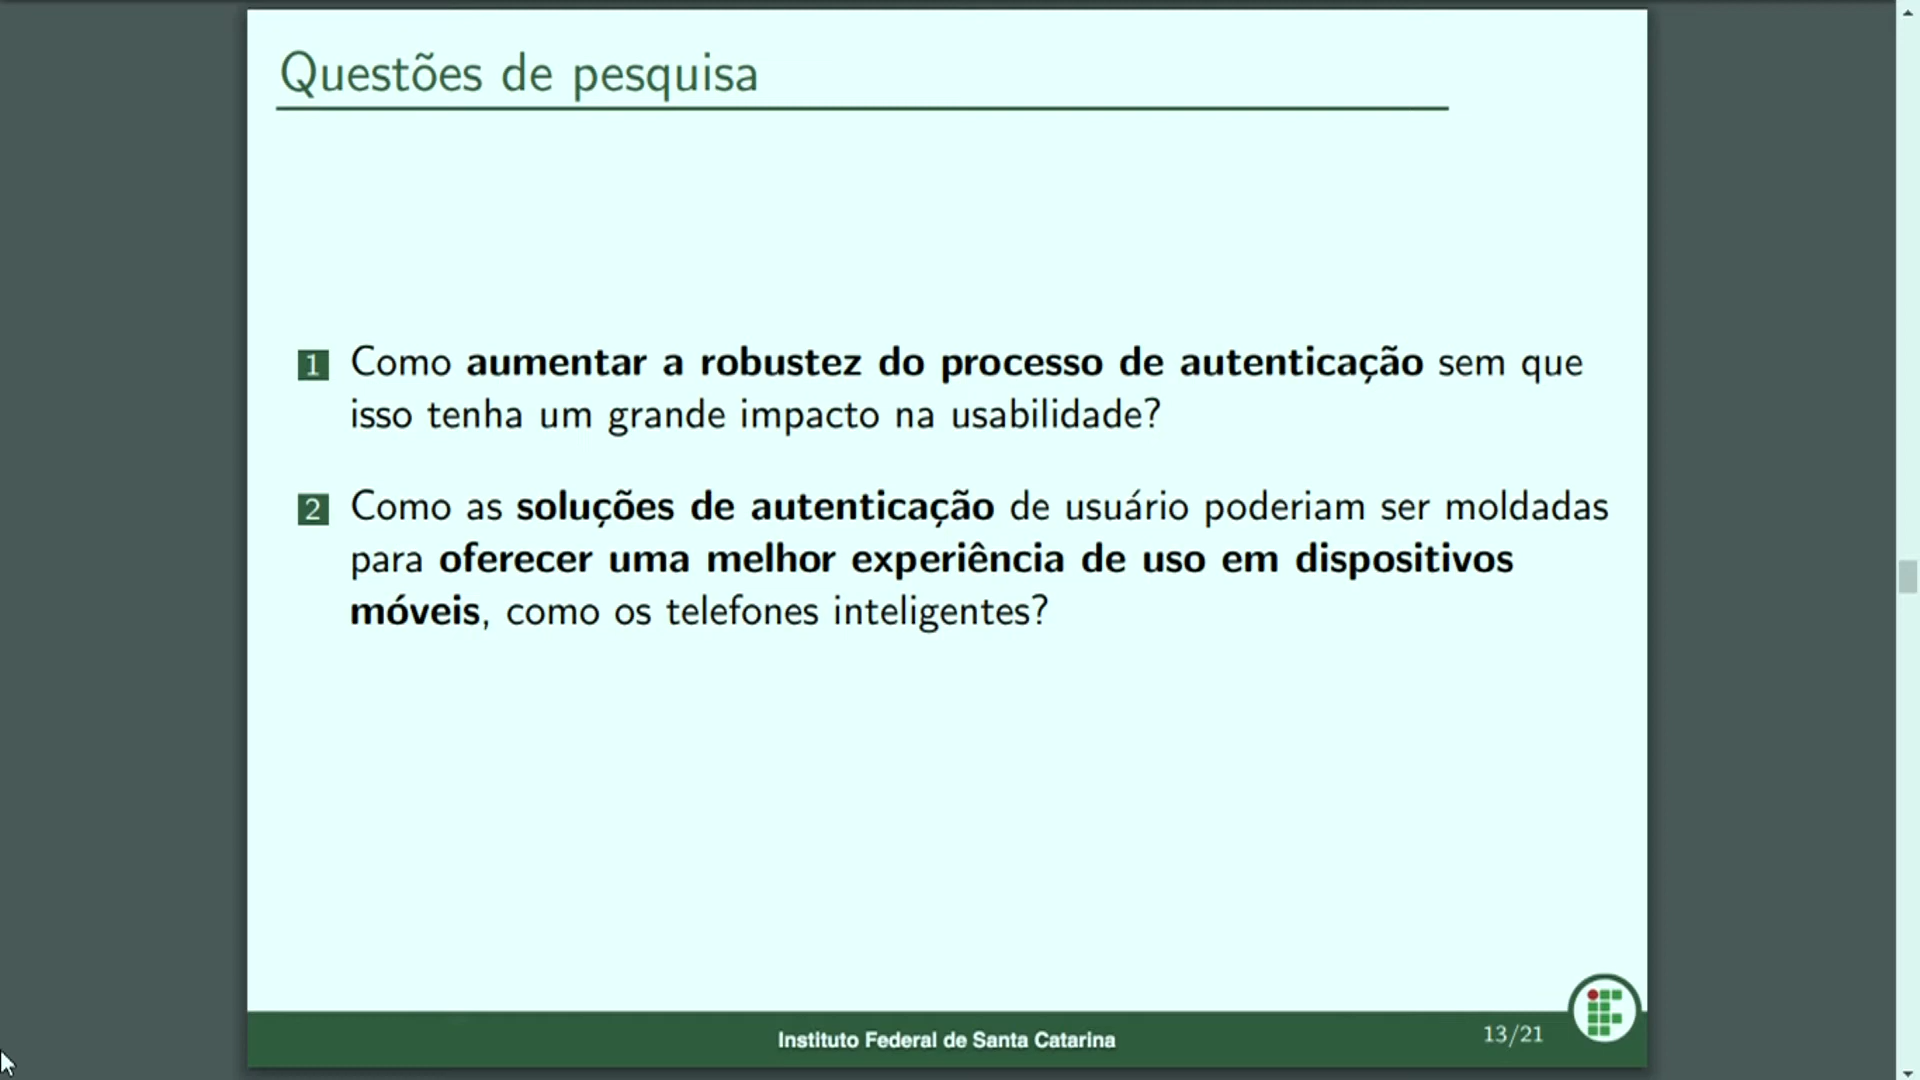 Questões de pesquisa
1 Como aumentar a robustez do processo de autenticação sem que
isso tenha um grande impacto na usabilidade?
2 Como as soluções de autenticação de usuário poderiam ser moldadas
para oferecer uma melhor experiência de uso em dispositivos
móveis, como os telefones inteligentes?
Instituto Federal de Santa Catarina
13/21